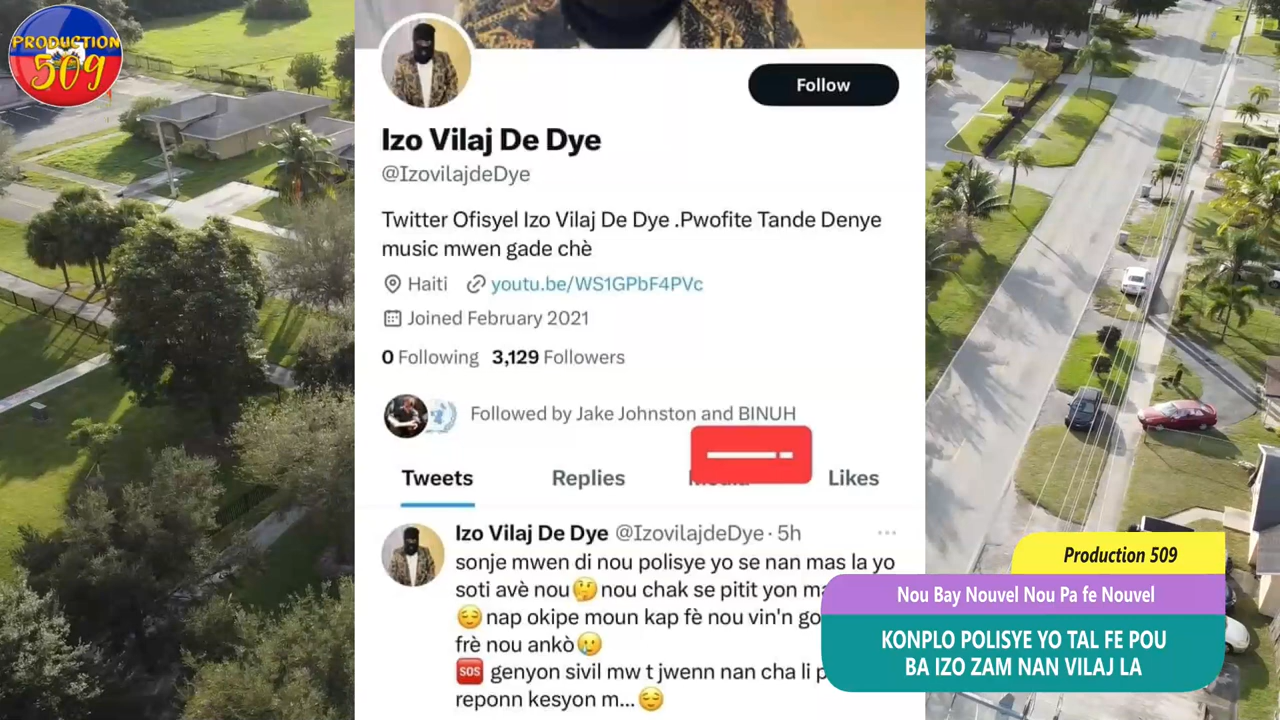 PRODUCTION
509
Follow
Izo Vilaj De Dye
@IzovilajdeDye
Twitter Ofisyel Izo Vilaj De Dye .Pwofite Tande Denye
music mwen gade chè
Haiti youtu.be/WS1GPbF4PVc
Joined February 2021
0 Following 3,129 Followers
Followed by Jake Johnston and BINUH
Tweets Replies Likes
Izo Vilaj De Dye @IzovilajdeDye · 5h
sonje mwen di nou polisye yo se nan mas la yo
soti avè nou🤔 nou chak se pitit yon
😌 nap okipe moun kap fè nou vin'n
frè nou ankò🥲
🆘 genyon sivil mw t jwenn nan cha li
reponn kesyon m...😌
Production 509
Nou Bay Nouvel Nou Pa fe Nouvel
KONPLO POLISYE YO TAL FE POU
BA IZO ZAM NAN VILAJ LA